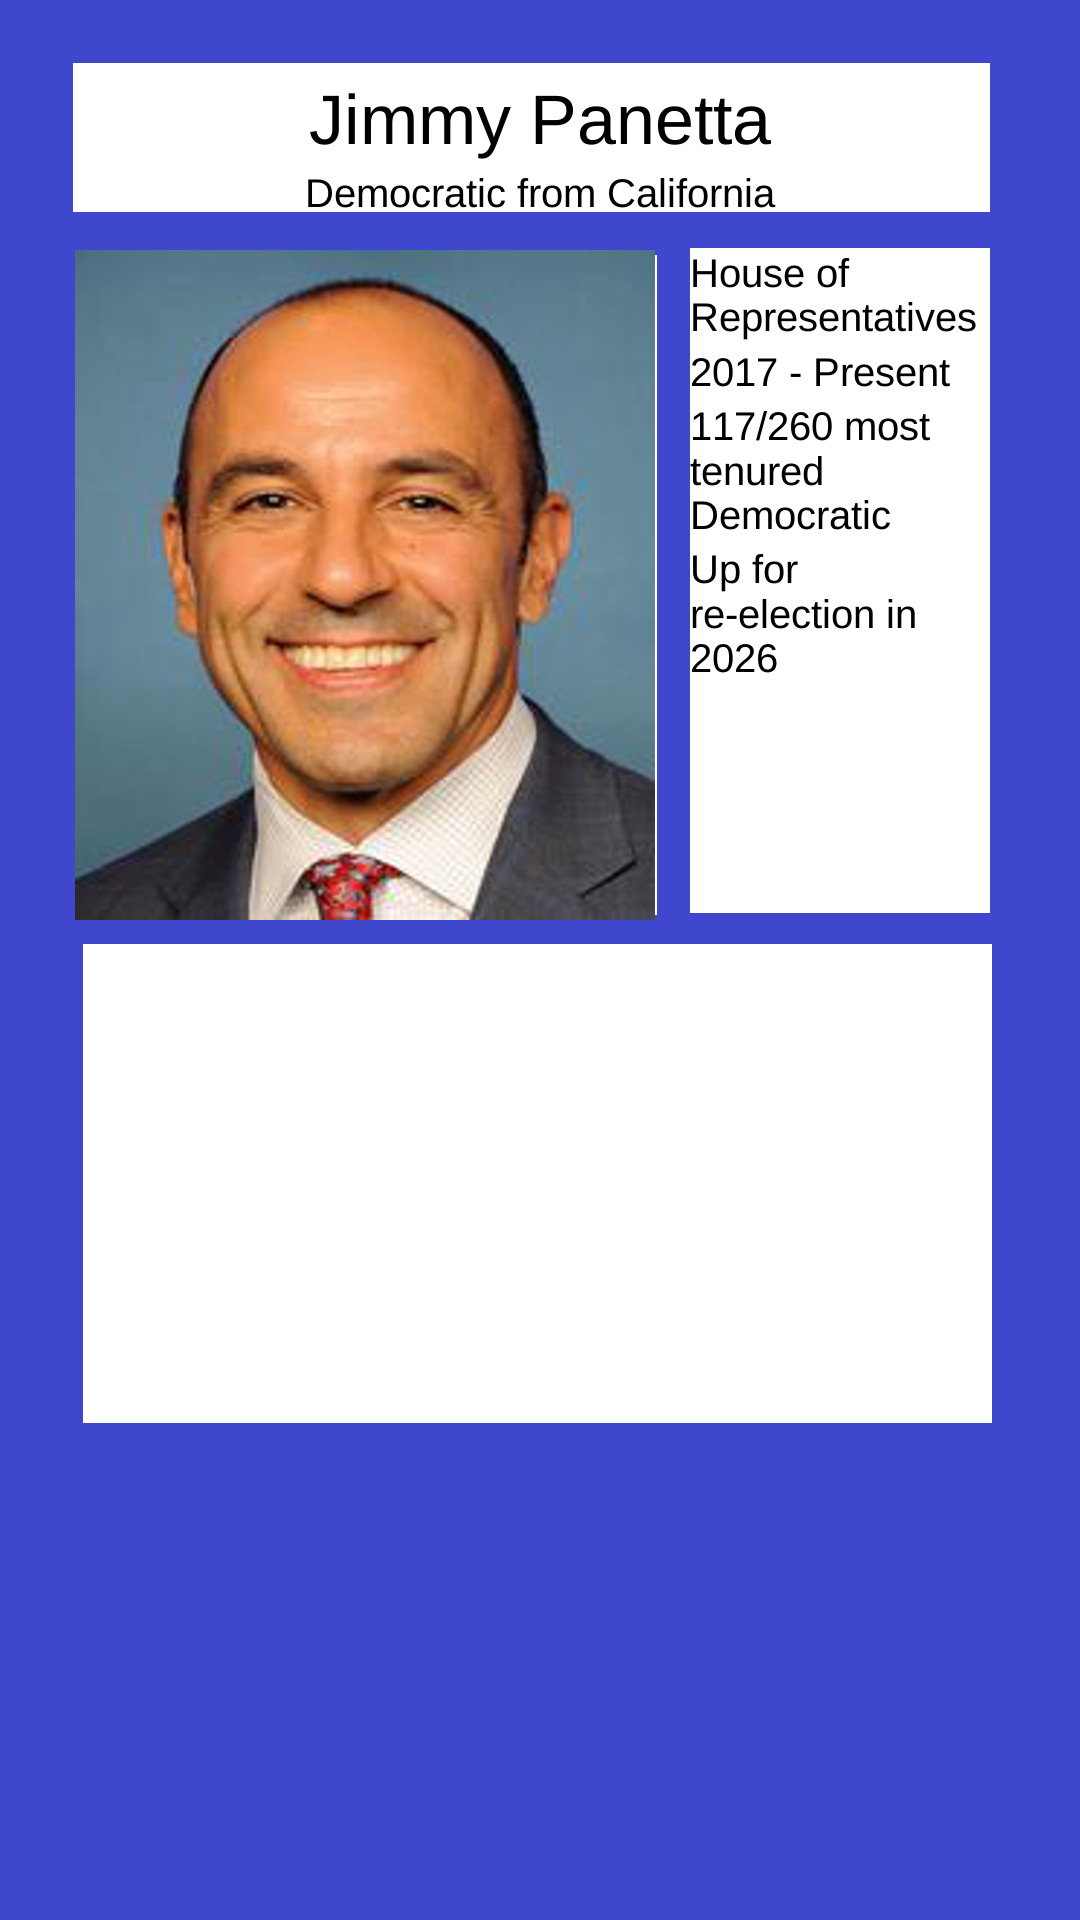 Jimmy Panetta
Democratic from California
House of
Representatives
2017 - Present
117/260 most
tenured
Democratic
Up for
re-election in
2026